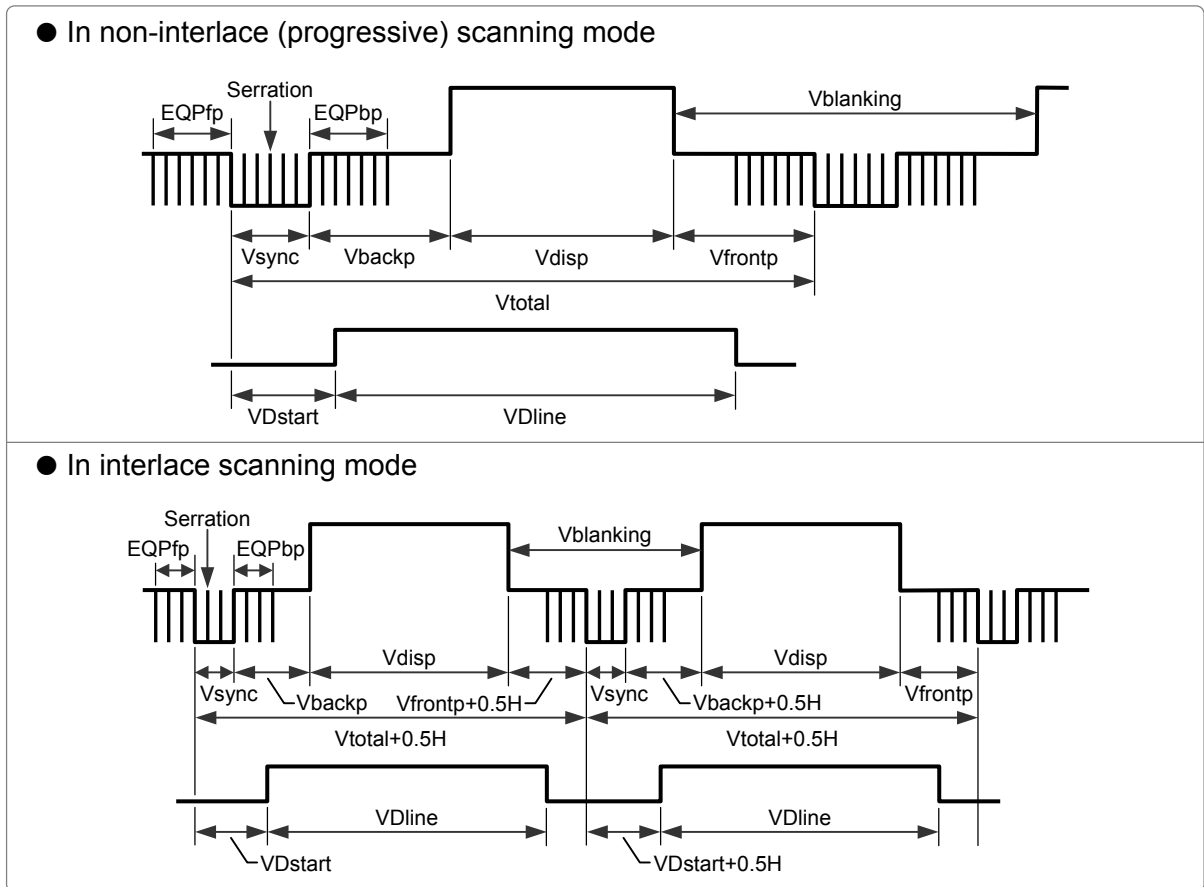 ● In non-interlace (progressive) scanning mode
Serration
EQPfp
EQPbp
Vblanking
Vsync
Vbackp
Vdisp
Vfrontp
Vtotal
VDstart
VDline
● In interlace scanning mode
Serration
EQPfp
EQPbp
Vblanking
Vdisp
Vdisp
Vsync
Vbackp
Vfrontp+0.5H
Vsync
Vbackp+0.5H
Vfrontp
Vtotal+0.5H
Vtotal+0.5H
VDline
VDline
VDstart
VDstart+0.5H